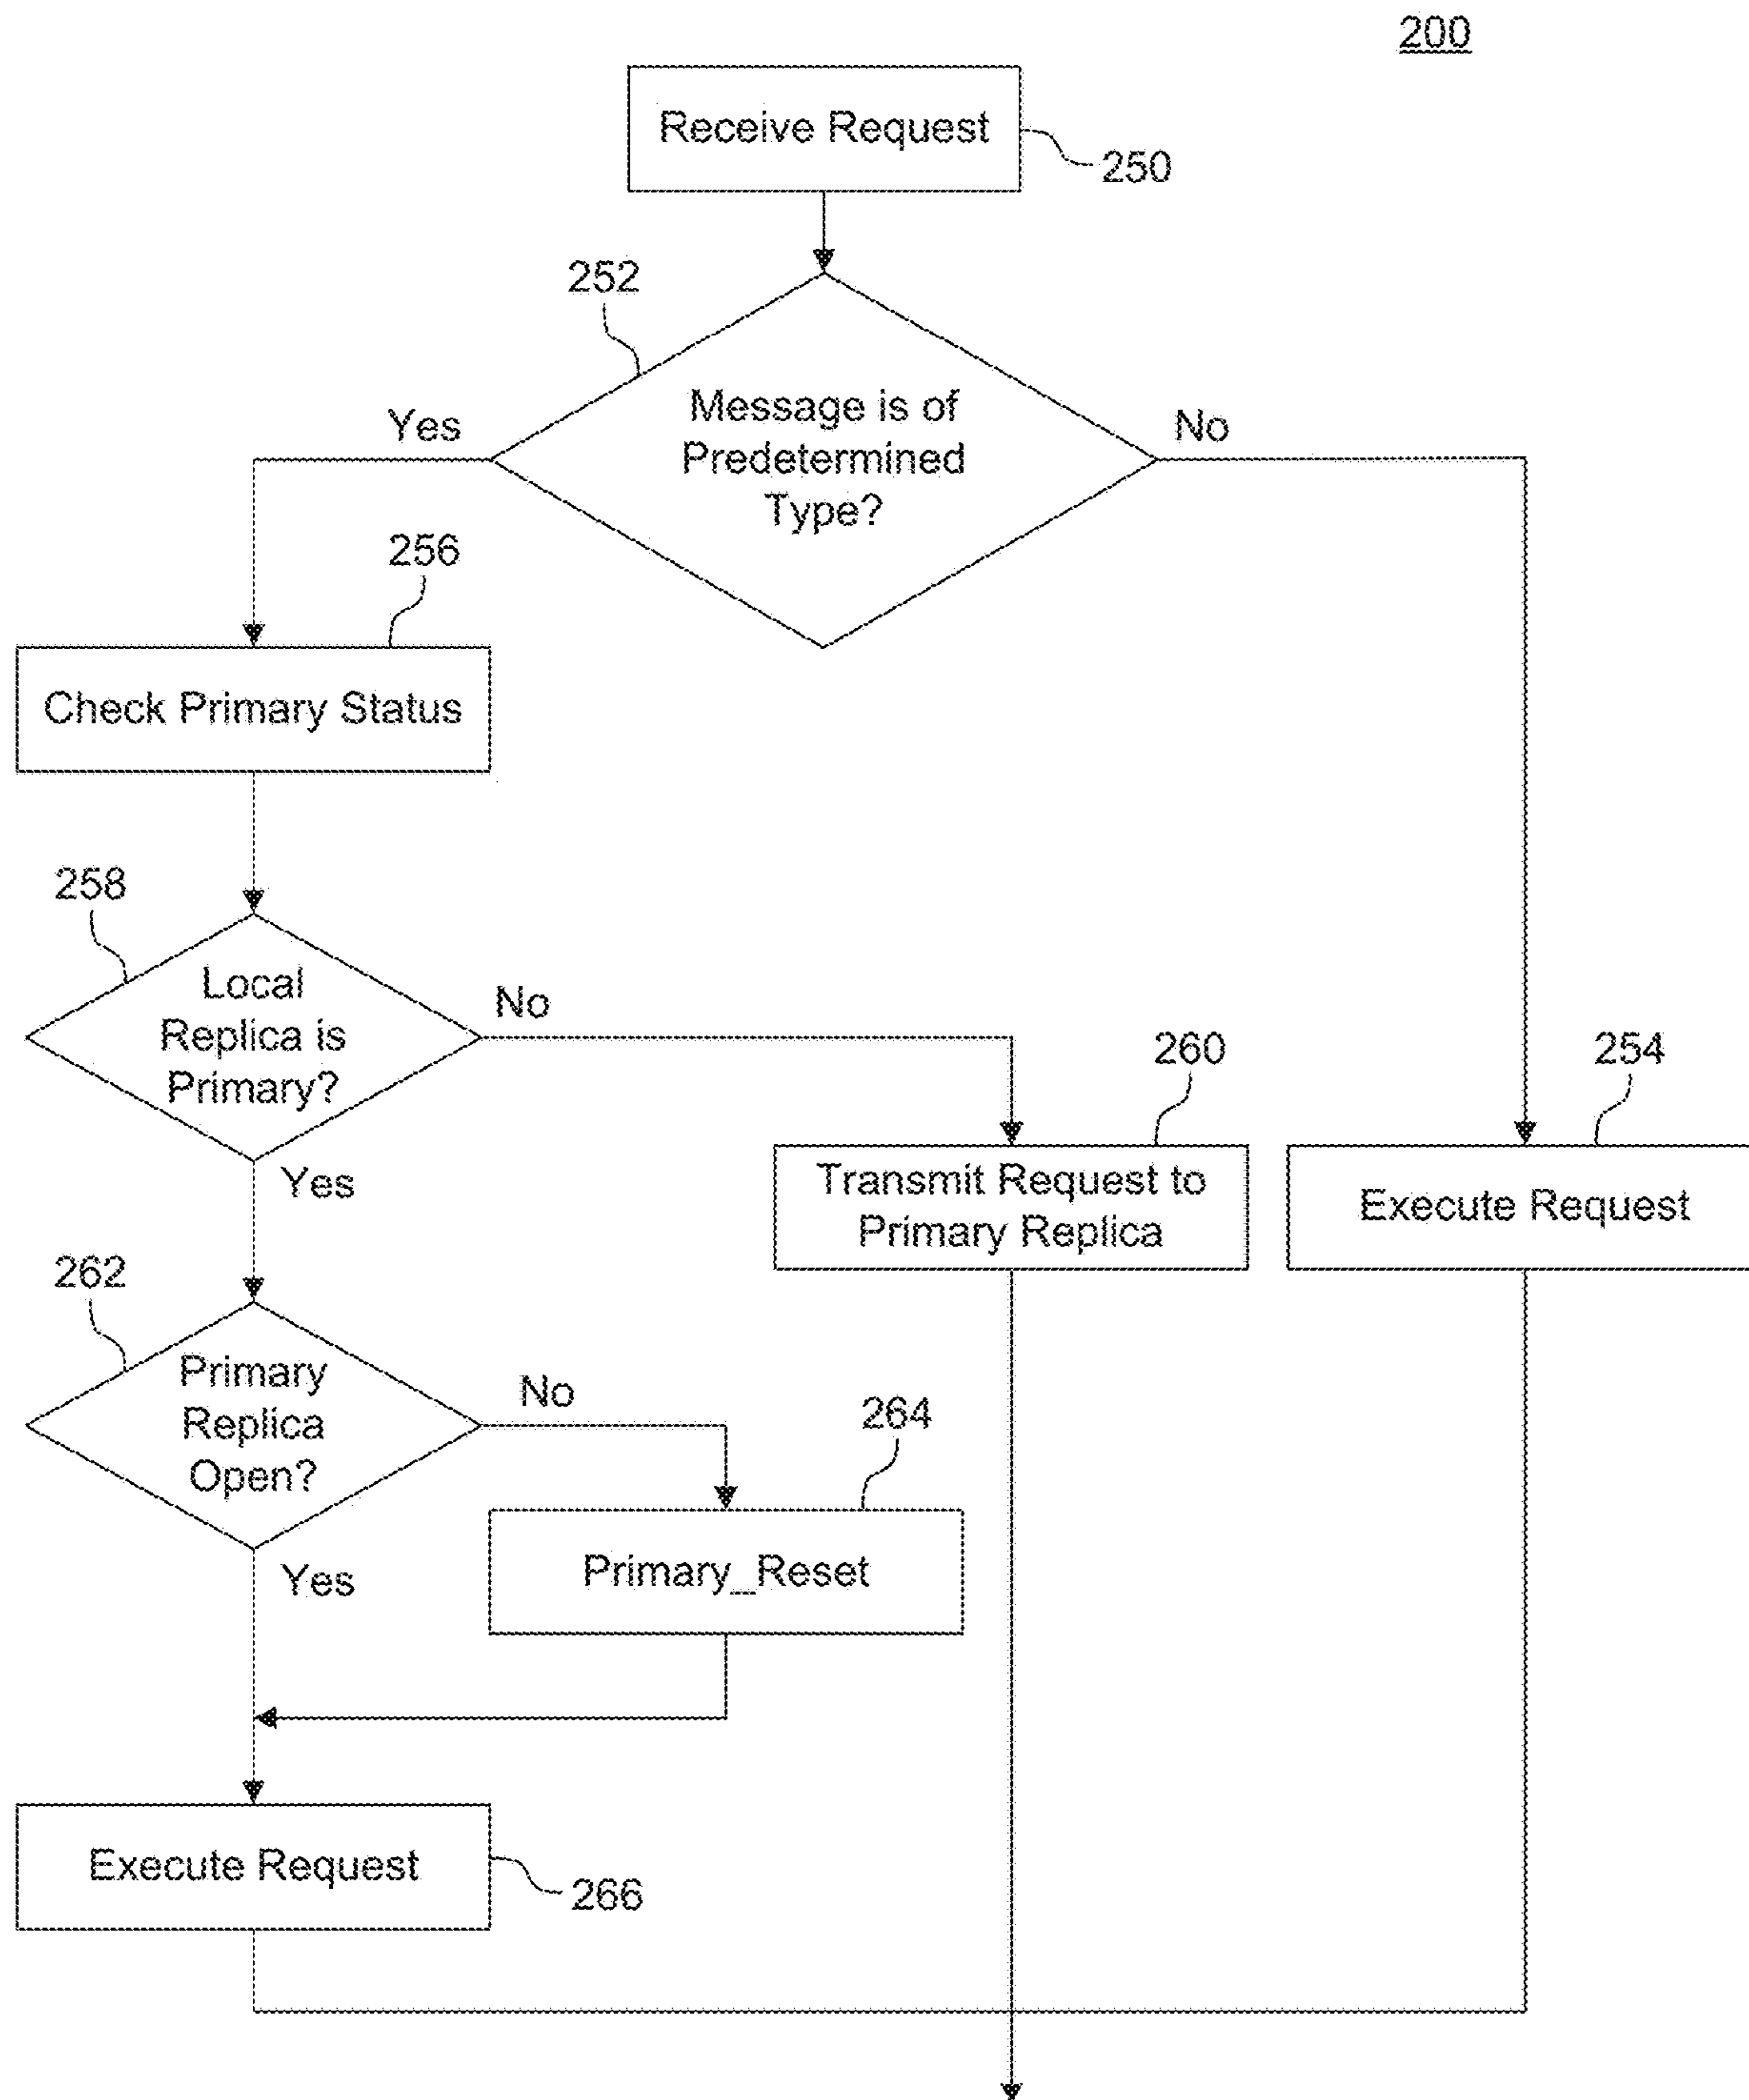 200
Receive Request
250
252
Message is of
Predetermined
Type?
Yes
No
256
Check Primary Status
258
Local
Replica is
Primary?
No
Yes
260
Transmit Request to
Primary Replica
254
Execute Request
262
Primary
Replica
Open?
No
Yes
264
Primary_Reset
Execute Request
266